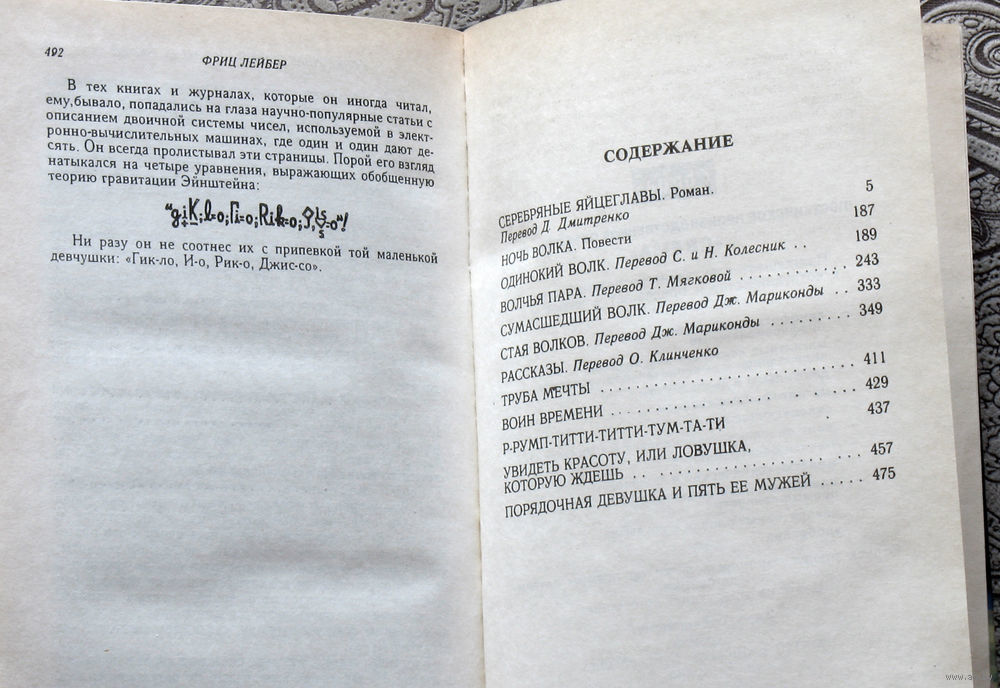 492
ФРИЦ ЛЕЙБЕР
В тех книгах и журналах, которые он иногда читал,
ему,бывало, попадались на глаза научно-популярные статьи с
описанием двоичной системы чисел, используемой в элект-
ронно-вычислительных машинах, где один и один дают де-
сять. Он всегда пролистывал эти страницы. Порой его взгляд
натыкался на четыре уравнения, выражающих обобщенную
теорию гравитации Эйнштейна:
Ни разу он не соотнес их с припевкой той маленькой
девчушки: «Гик-ло, И-о, Рик-о, Джис-со».
СОДЕРЖАНИЕ
СЕРЕБРЯНЫЕ ЯЙЦЕГЛАВЫ. Роман.
Перевод Д. Дмитренко 5
НОЧЬ ВОЛКА. Повести 187
ОДИНОКИЙ ВОЛК. Перевод С. и Н. Колесник . . 189
ВОЛЧЬЯ ПАРА. Перевод Т. Мягковой . . . . . . . . . 243
СУМАСШЕДШИЙ ВОЛК. Перевод Дж. Мариконды . . 333
СТАЯ ВОЛКОВ. Перевод Дж. Мариконды . . . . . . . . 349
РАССКАЗЫ. Перевод О. Клинченко
ТРУБА МЕЧТЫ . . . . . . . . . . . . . . . . . . . . . 411
ВОИН ВРЕМЕНИ . . . . . . . . . . . . . . . . 429
Р-РУМП-ТИТТИ-ТИТТИ-ТУМ-ТА-ТИ . 437
УВИДЕТЬ КРАСОТУ, ИЛИ ЛОВУШКА,
КОТОРУЮ ЖДЕШЬ . . . . . . . . . . . . . . . . 457
ПОРЯДОЧНАЯ ДЕВУШКА И ПЯТЬ ЕЕ МУЖЕЙ . . . . . 475